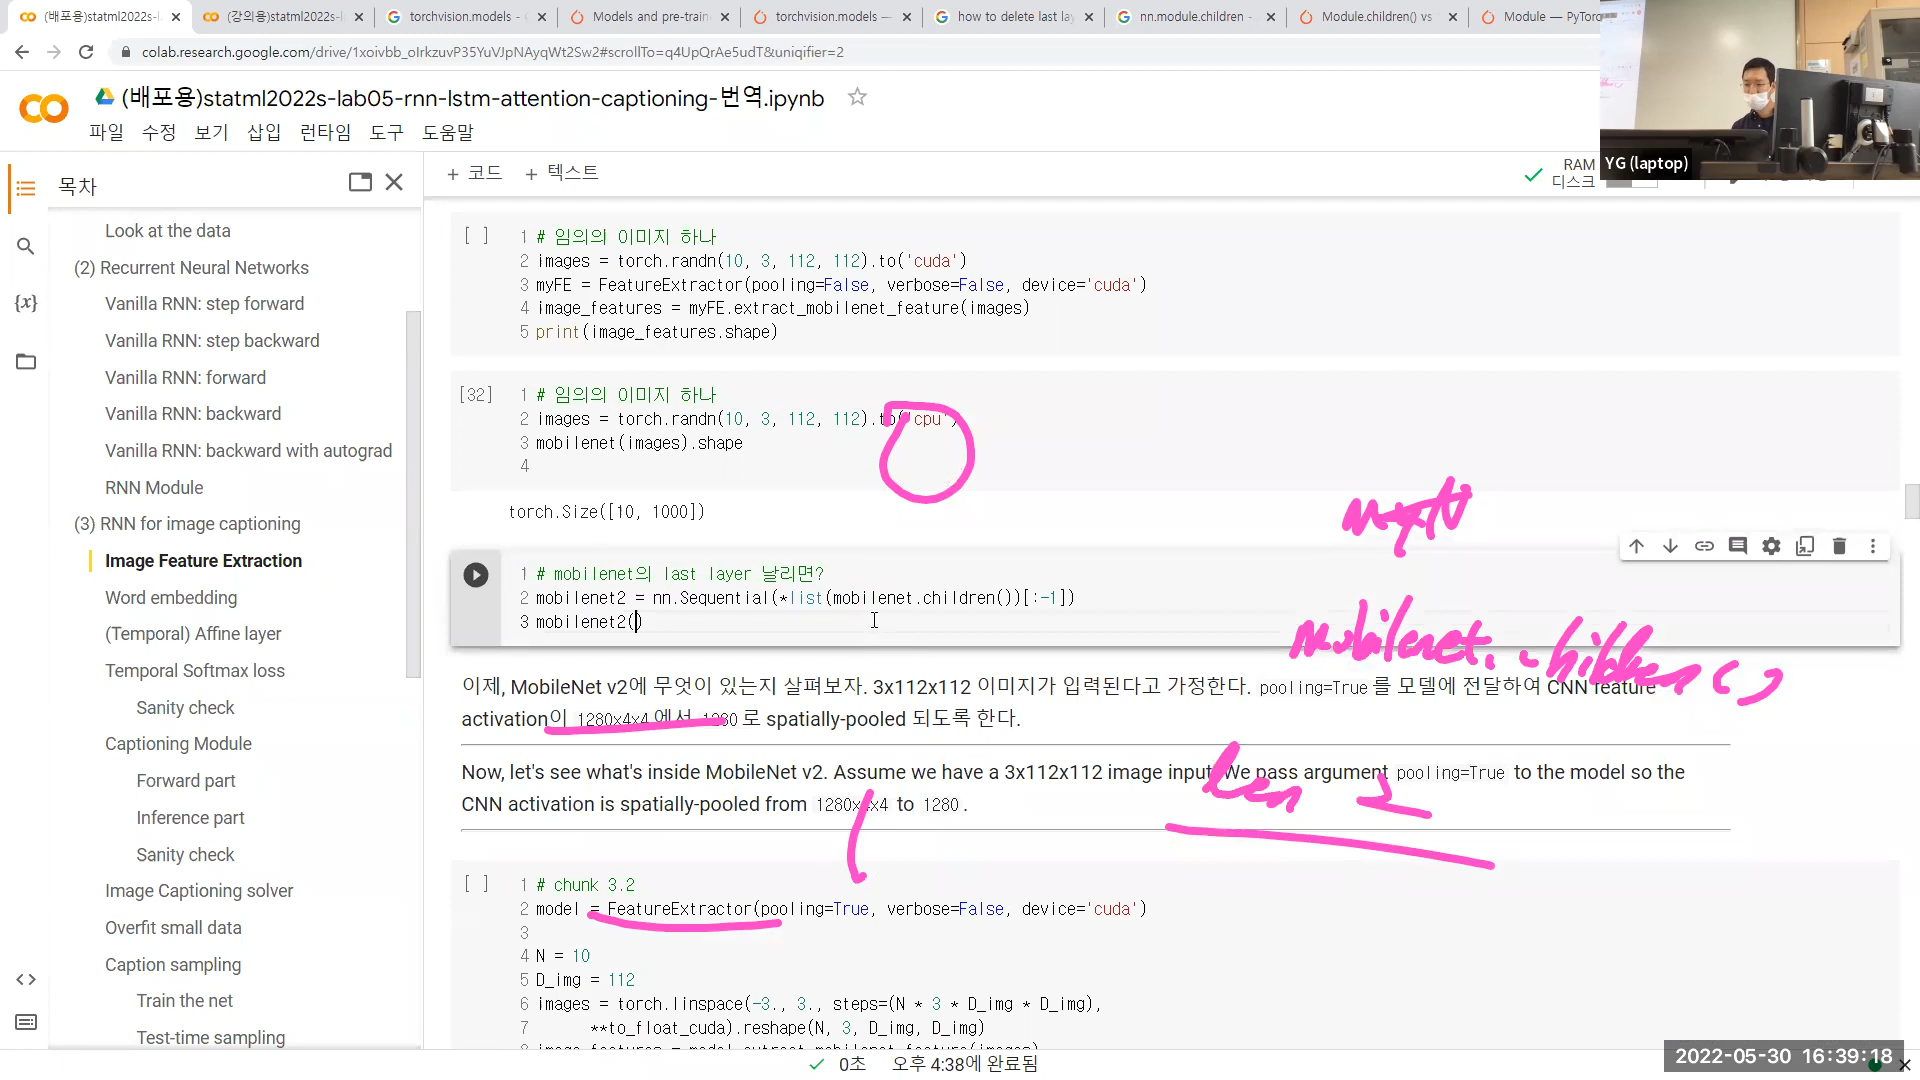 (배포용)statml2022s-l
(강의용)statml2022s-l
torchvision.models -
Models and pre-train
torchvision.models —
how to delete last lay
nn.module.children -
Module.children() vs
Module — PyTor
colab.research.google.com/drive/1xoivbb_oIrkzuvP35YuVJpNAyqWt2Sw2#scrollTo=q4UpQrAe5udT&uniqifier=2
(배포용)statml2022s-lab05-rnn-lstm-attention-captioning-번역.ipynb
파일 수정 보기 삽입 런타임 도구 도움말
YG (laptop)
목차
+ 코드 + 텍스트
RAM
디스크
Look at the data
(2) Recurrent Neural Networks
Vanilla RNN: step forward
Vanilla RNN: step backward
Vanilla RNN: forward
Vanilla RNN: backward
Vanilla RNN: backward with autograd
RNN Module
(3) RNN for image captioning
Image Feature Extraction
Word embedding
(Temporal) Affine layer
Temporal Softmax loss
Sanity check
Captioning Module
Forward part
Inference part
Sanity check
Image Captioning solver
Overfit small data
Caption sampling
Train the net
Test-time sampling
[ ]
1 # 임의의 이미지 하나
2 images = torch.randn(10, 3, 112, 112).to('cuda')
3 myFE = FeatureExtractor(pooling=False, verbose=False, device='cuda')
4 image_features = myFE.extract_mobilenet_feature(images)
5 print(image_features.shape)
[32]
1 # 임의의 이미지 하나
2 images = torch.randn(10, 3, 112, 112).to('cpu')
3 mobilenet(images).shape
4
torch.Size([10, 1000])
1 # mobilenet의 last layer 날리면?
2 mobilenet2 = nn.Sequential(*list(mobilenet.children())[:-1])
3 mobilenet2()
mobilenet. children()
이제, MobileNet v2에 무엇이 있는지 살펴보자. 3x112x112 이미지가 입력된다고 가정한다. pooling=True 를 모델에 전달하여 CNN feature
activation이 1280x4x4 에서 1280 로 spatially-pooled 되도록 한다.
Now, let's see what's inside MobileNet v2. Assume we have a 3x112x112 image input. We pass argument pooling=True to the model so the
CNN activation is spatially-pooled from 1280x4x4 to 1280 .
len 2
[ ]
1 # chunk 3.2
2 model = FeatureExtractor(pooling=True, verbose=False, device='cuda')
3
4 N = 10
5 D_img = 112
6 images = torch.linspace(-3., 3., steps=(N * 3 * D_img * D_img),
7 **to_float_cuda).reshape(N, 3, D_img, D_img)
8 image_features = model.extract_mobilenet_feature(images)
0초 오후 4:38에 완료됨
2022-05-30 16:39:18